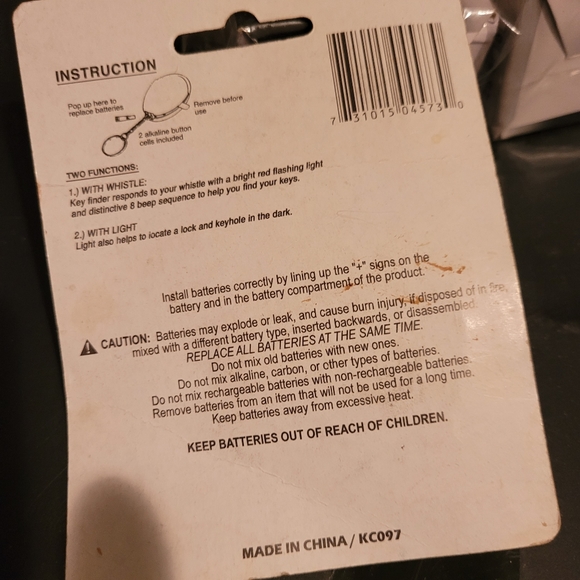 INSTRUCTION
Pop up here to
replace batteries
Remove before
use
2 alkaline button
cells included
7 31015 04573 0
TWO FUNCTIONS:
1.) WITH WHISTLE:
Key finder responds to your whistle with a bright red flashing light
and distinctive 8 beep sequence to help you find your keys.
2.) WITH LIGHT
Light also helps to locate a lock and keyhole in the dark.
Install batteries correctly by lining up the "+" signs on the
battery and in the battery compartment of the product.
CAUTION: Batteries may explode or leak, and cause burn injury, if disposed of in fire,
mixed with a different battery type, inserted backwards, or disassembled.
REPLACE ALL BATTERIES AT THE SAME TIME.
Do not mix old batteries with new ones.
Do not mix alkaline, carbon, or other types of batteries.
Do not mix rechargeable batteries with non-rechargeable batteries.
Remove batteries from an item that will not be used for a long time.
Keep batteries away from excessive heat.
KEEP BATTERIES OUT OF REACH OF CHILDREN.
MADE IN CHINA / KC097